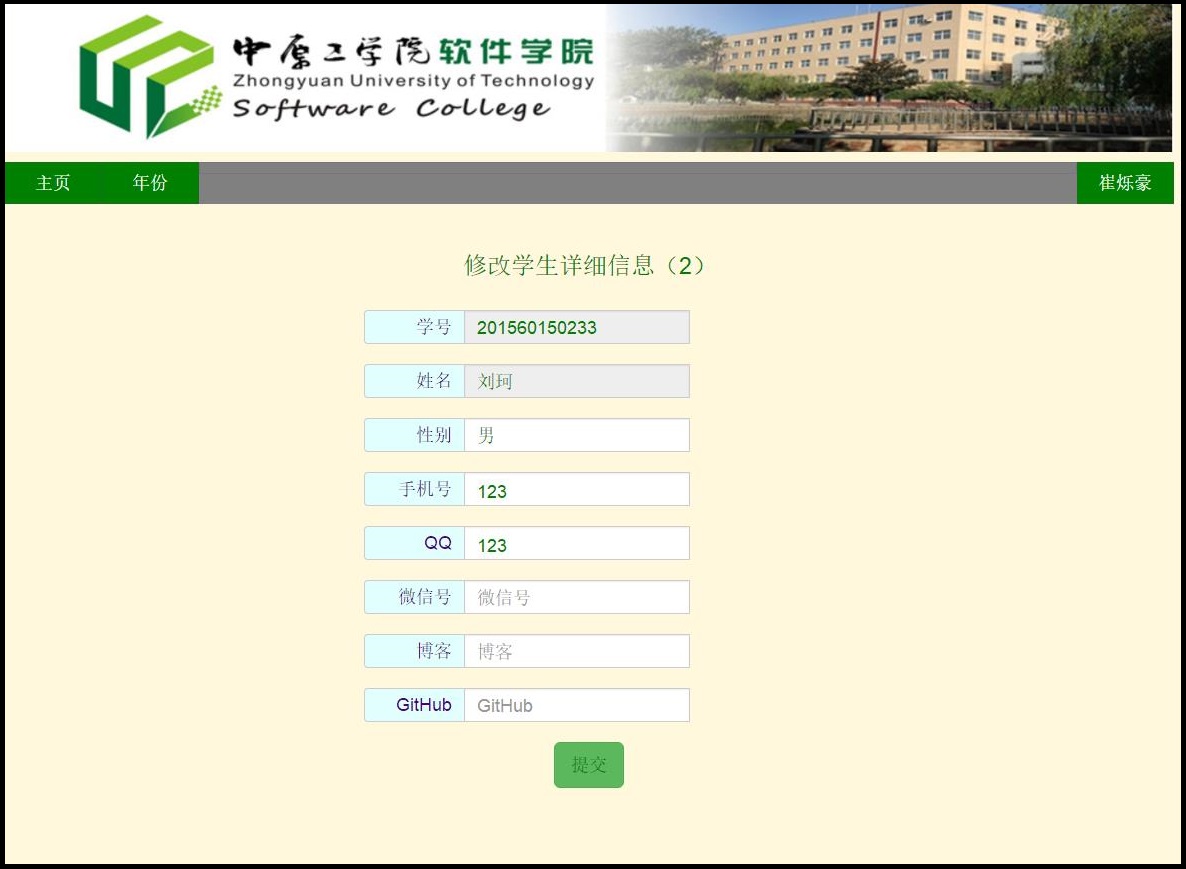 中原工学院软件学院
Zhongyuan University of Technology
Software College
主页 年份 崔烁豪
修改学生详细信息（2）
学号 201560150233
姓名 刘珂
性别 男
手机号 123
QQ 123
微信号 微信号
博客 博客
GitHub GitHub
提交